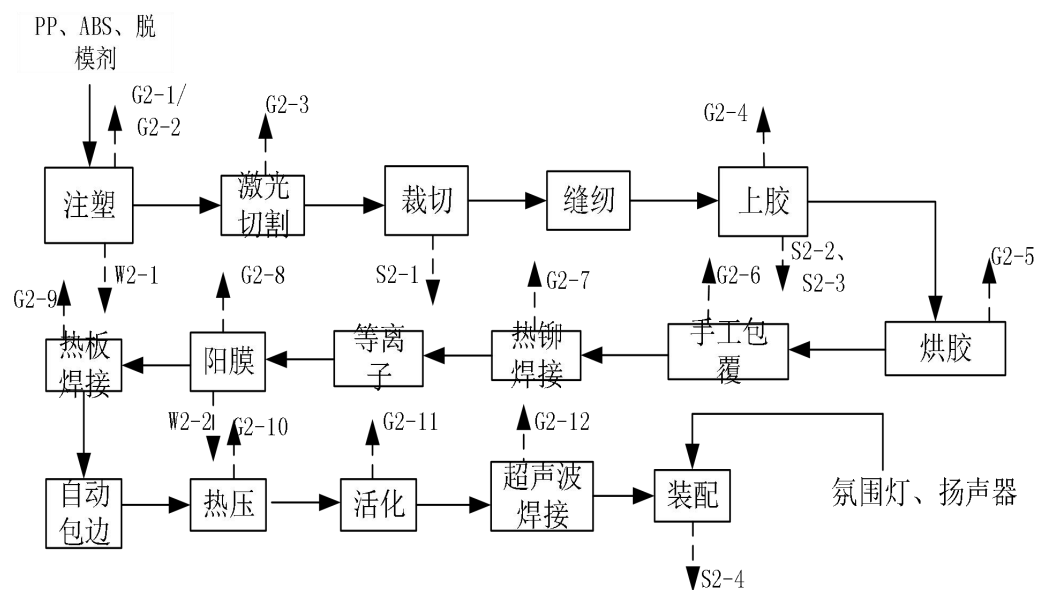 PP、ABS、脱
模剂
G2-1/
G2-2
G2-3
G2-4
注塑
激光
切割
裁切
缝纫
上胶
W2-1
S2-1
S2-2、
S2-3
G2-5
G2-9
G2-8
G2-7
G2-6
热板
焊接
阳膜
等离
子
热铆
焊接
手工包
覆
烘胶
W2-2
G2-10
G2-11
G2-12
自动
包边
热压
活化
超声波
焊接
装配
氛围灯、扬声器
S2-4